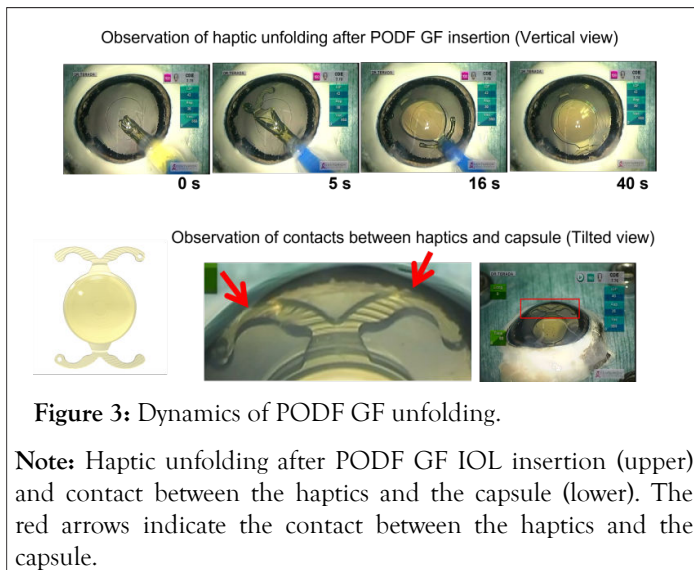 Observation of haptic unfolding after PODF GF insertion (Vertical view)
0 s
5 s
16 s
40 s
Observation of contacts between haptics and capsule (Tilted view)
Figure 3: Dynamics of PODF GF unfolding.
Note: Haptic unfolding after PODF GF IOL insertion (upper)
and contact between the haptics and the capsule (lower). The
red arrows indicate the contact between the haptics and the
capsule.